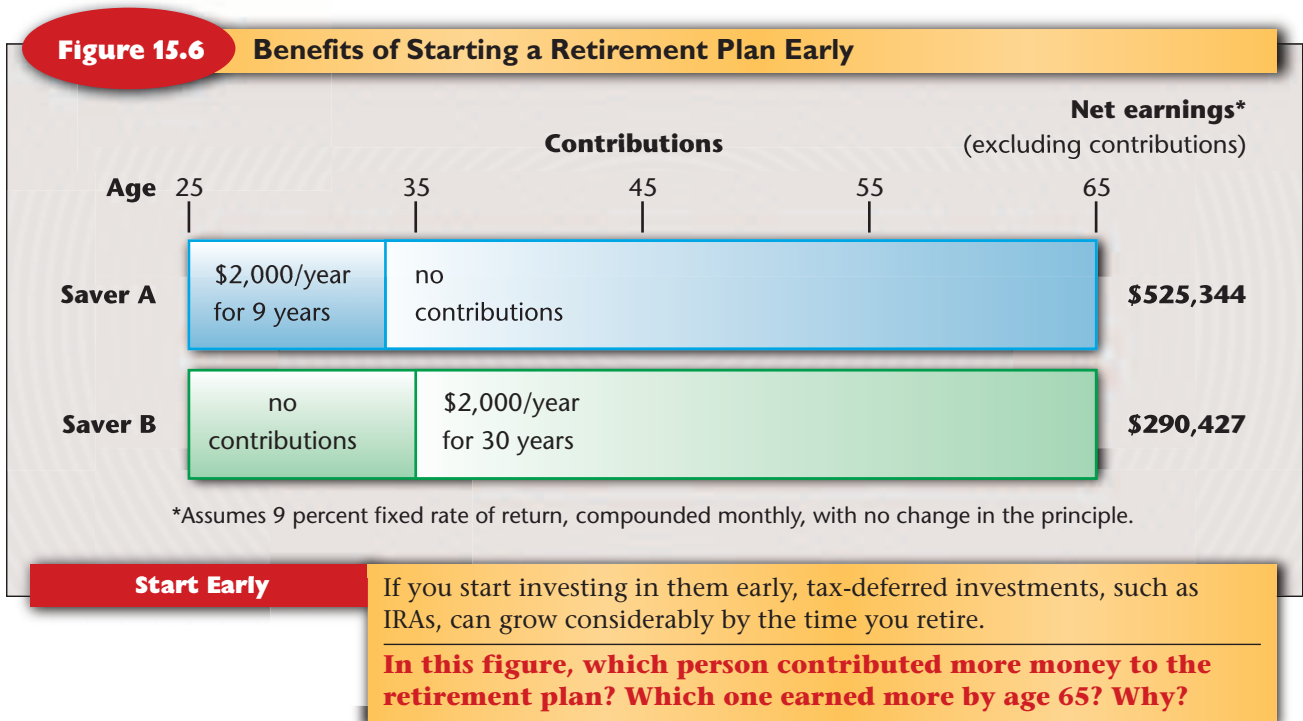 Figure 15.6 Benefits of Starting a Retirement Plan Early
Net earnings*
Contributions (excluding contributions)
Age 25 35 45 55 65
Saver A
$2,000/year
for 9 years
no
contributions
$525,344
Saver B
no
contributions
$2,000/year
for 30 years
$290,427
*Assumes 9 percent fixed rate of return, compounded monthly, with no change in the principle.
Start Early
If you start investing in them early, tax-deferred investments, such as
IRAs, can grow considerably by the time you retire.
In this figure, which person contributed more money to the
retirement plan? Which one earned more by age 65? Why?